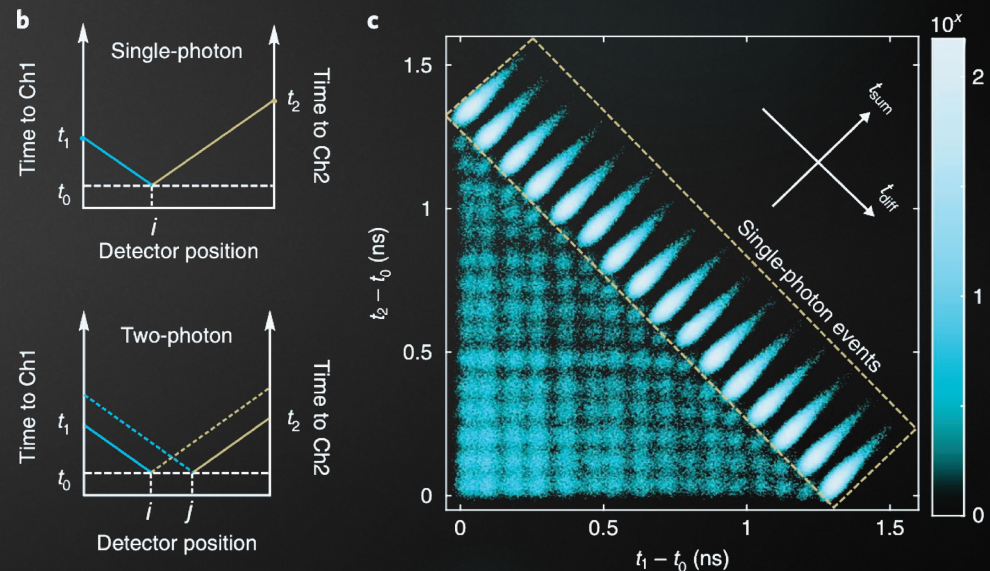 b
Single-photon
Time to Ch1
Time to Ch2
t1
t2
t0
i
Detector position
Two-photon
Time to Ch1
Time to Ch2
t1
t2
t0
i
j
Detector position
c
10^x
1.5
1
0.5
0
t2 – t0 (ns)
0
0.5
1
1.5
t1 – t0 (ns)
tsum
tdiff
Single-photon events
2
1
0